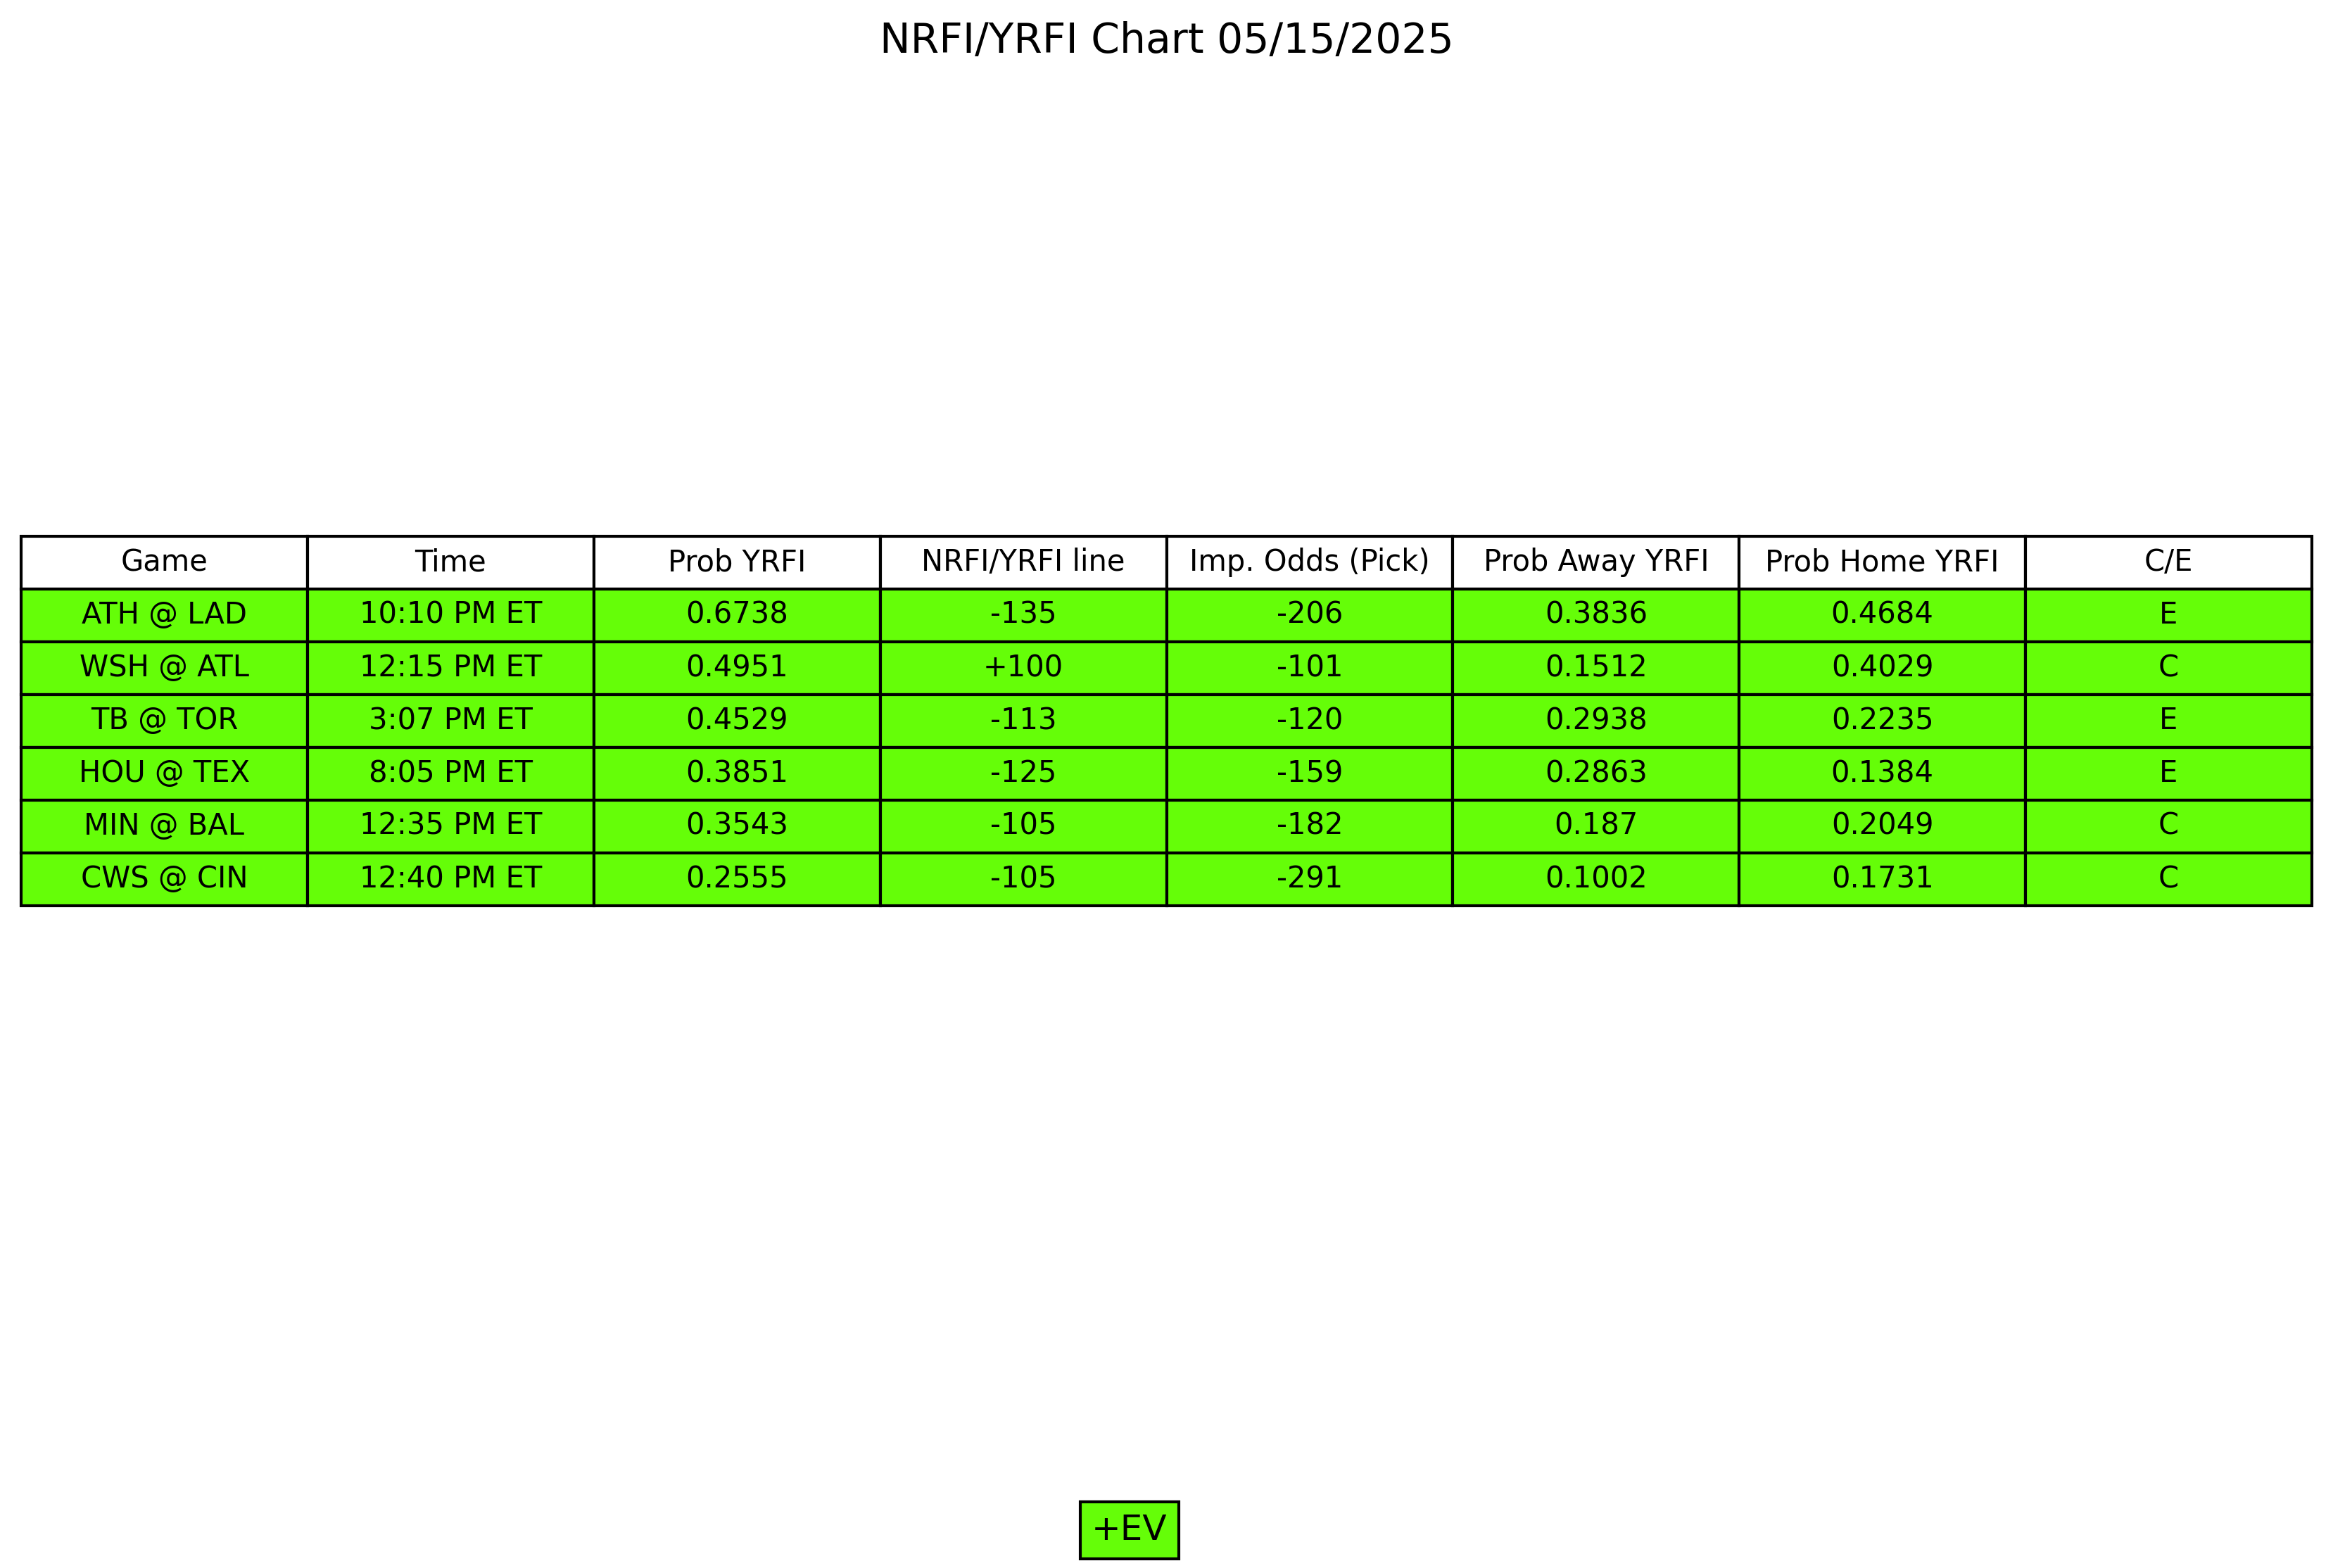 NRFI/YRFI Chart 05/15/2025
Game Time Prob YRFI NRFI/YRFI line Imp. Odds (Pick) Prob Away YRFI Prob Home YRFI C/E
ATH @ LAD 10:10 PM ET 0.6738 -135 -206 0.3836 0.4684 E
WSH @ ATL 12:15 PM ET 0.4951 +100 -101 0.1512 0.4029 C
TB @ TOR 3:07 PM ET 0.4529 -113 -120 0.2938 0.2235 E
HOU @ TEX 8:05 PM ET 0.3851 -125 -159 0.2863 0.1384 E
MIN @ BAL 12:35 PM ET 0.3543 -105 -182 0.187 0.2049 C
CWS @ CIN 12:40 PM ET 0.2555 -105 -291 0.1002 0.1731 C
+EV